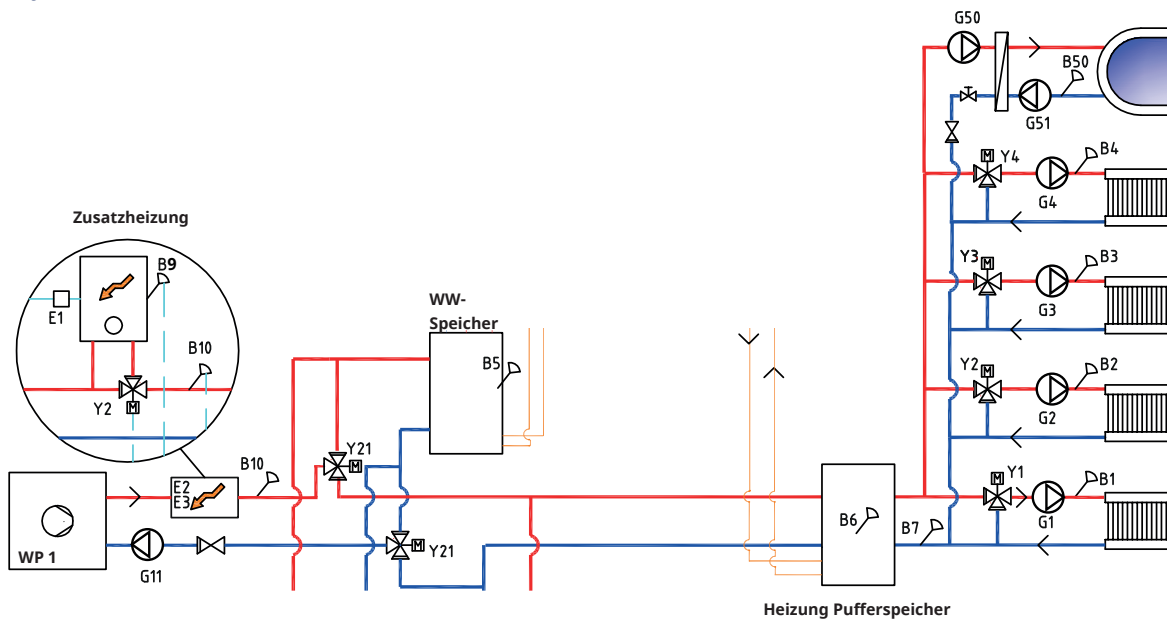 G50
B50
G51
Y4
B4
G4
Zusatzheizung
B9
E1
B10
Y2
M
Y3
M
B3
G3
WW-
Speicher
B5
Y2
M
B2
G2
M
Y21
M
B10
E2
E3
Y1
M
B1
G1
B6
B7
WP 1
G11
Y21
M
Heizung Pufferspeicher